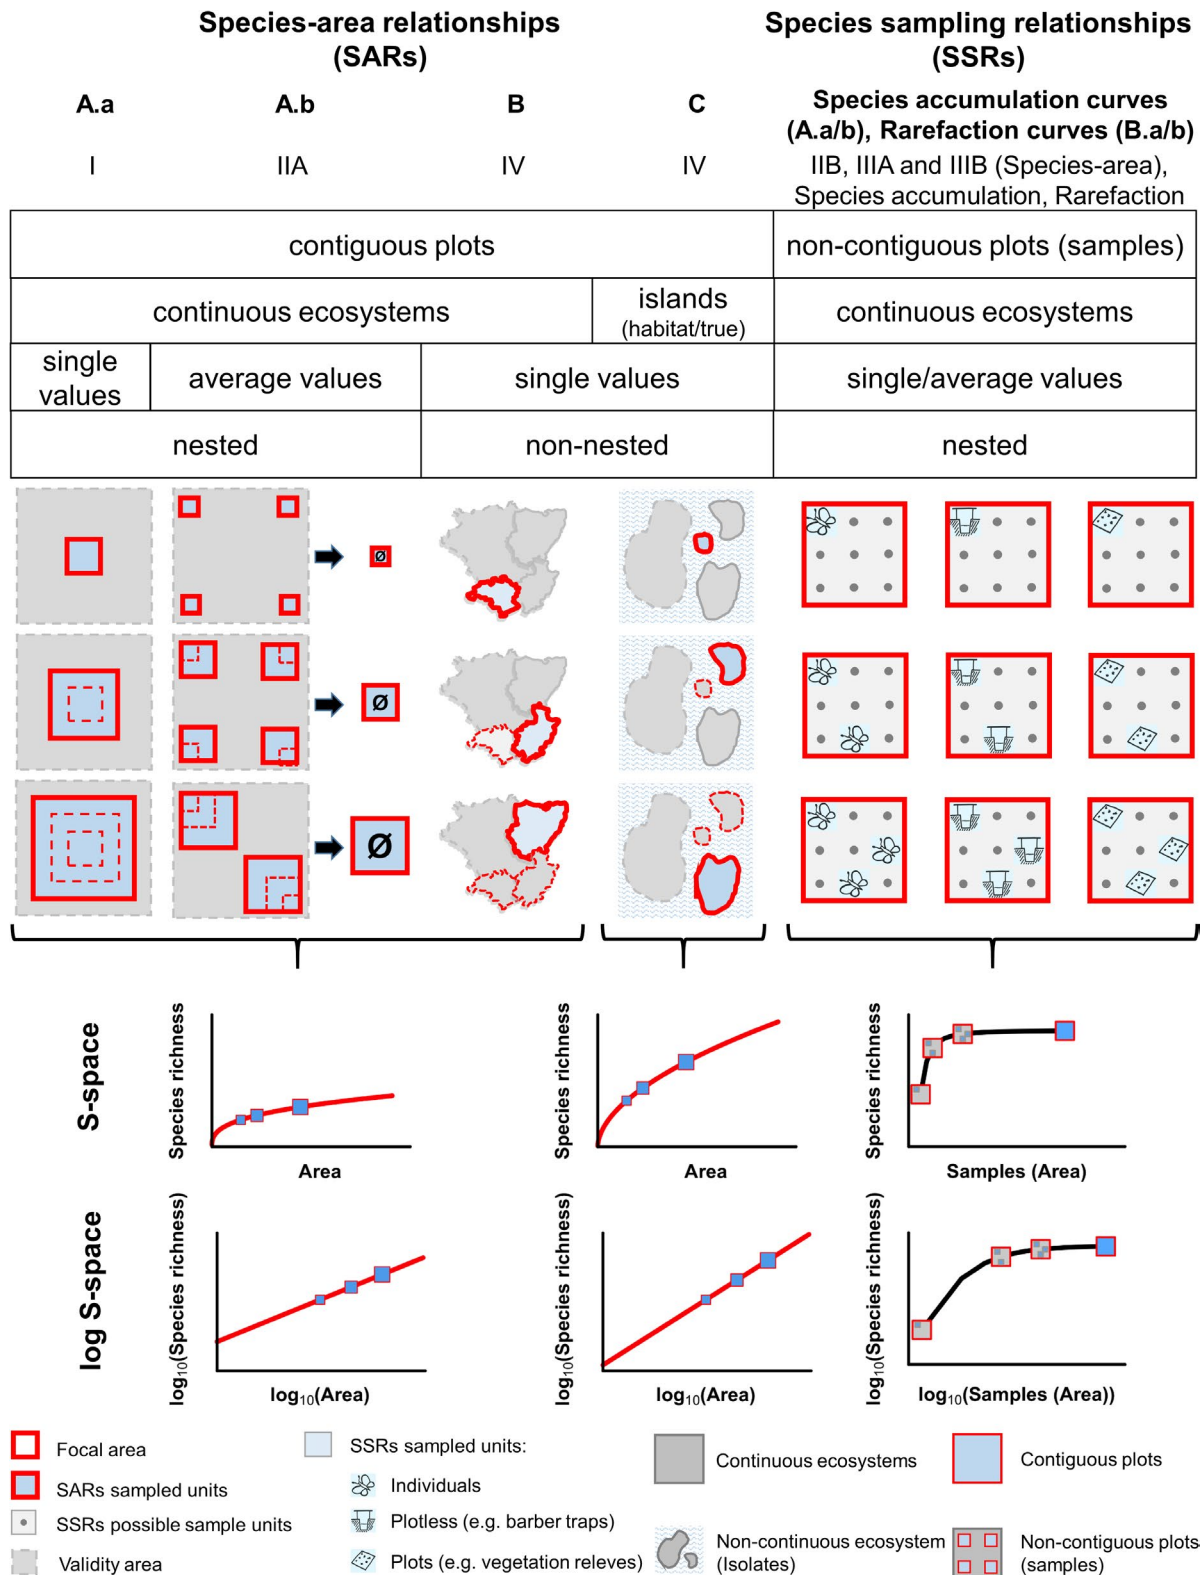 Species-area relationships
(SARs)
Species sampling relationships
(SSRs)
A.a
A.b
B
C
Species accumulation curves
(A.a/b), Rarefaction curves (B.a/b)
I
IIA
IV
IV
IIB, IIIA and IIIB (Species-area),
Species accumulation, Rarefaction
contiguous plots
non-contiguous plots (samples)
continuous ecosystems
islands
(habitat/true)
continuous ecosystems
single
values
average values
single values
single/average values
nested
non-nested
nested
Ø
Ø
Ø
S-space
Species richness
Area
Species richness
Area
Species richness
Samples (Area)
log S-space
log₁₀(Species richness)
log₁₀(Area)
log₁₀(Species richness)
log₁₀(Area)
log₁₀(Species richness)
log₁₀(Samples (Area))
Focal area
SARs sampled units
SSRs possible sample units
Validity area
SSRs sampled units:
Individuals
Plotless (e.g. barber traps)
Plots (e.g. vegetation releves)
Continuous ecosystems
Non-continuous ecosystem
(Isolates)
Contiguous plots
Non-contiguous plots
(samples)